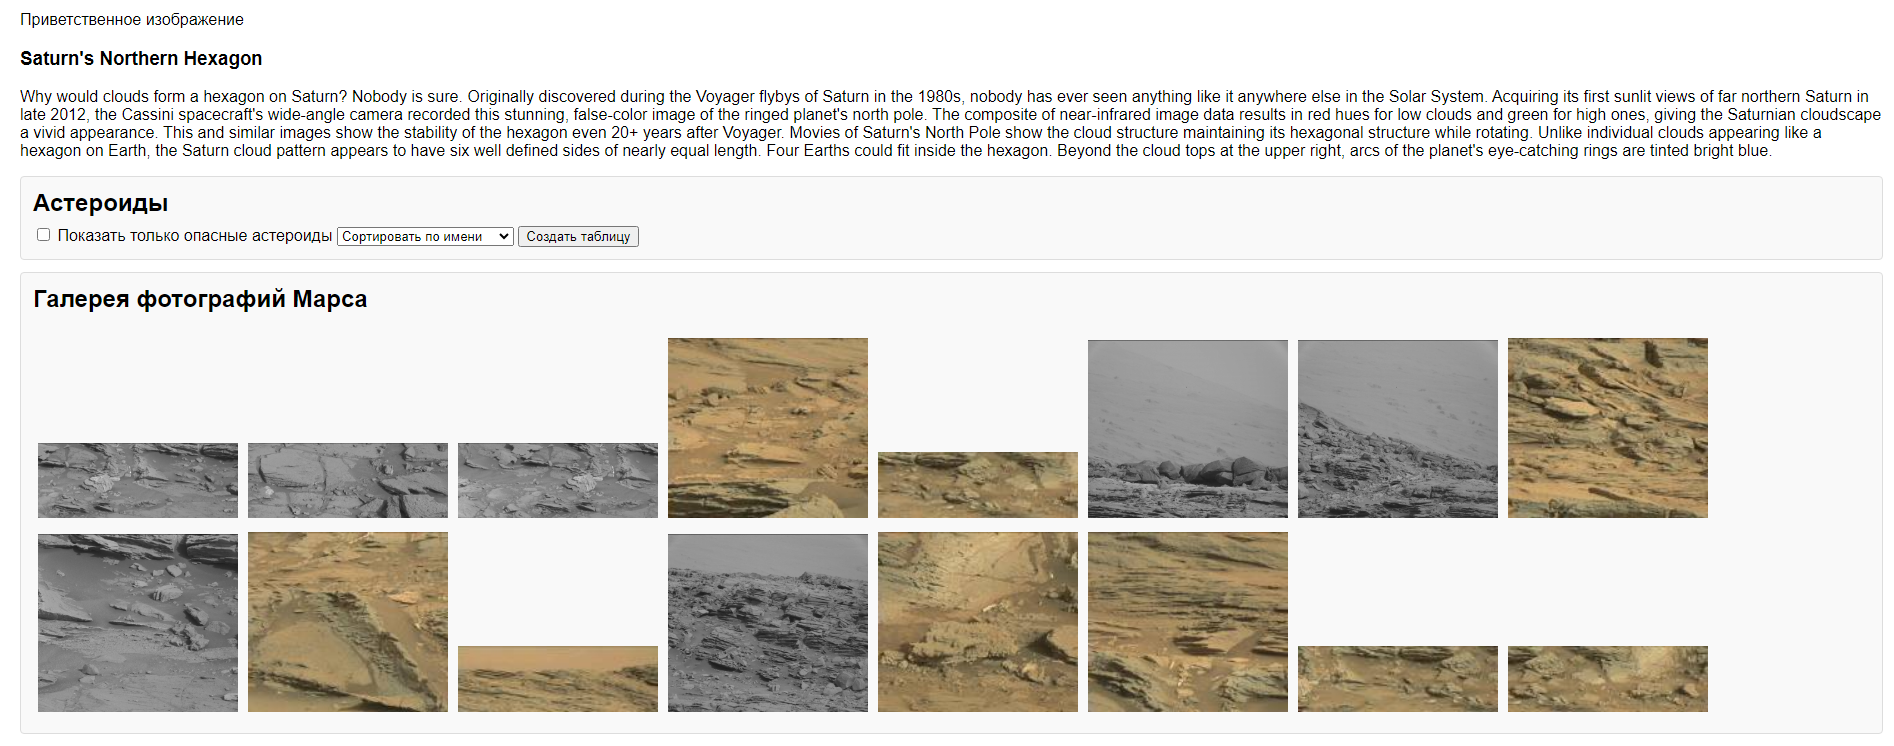 Приветственное изображение
Saturn's Northern Hexagon
Why would clouds form a hexagon on Saturn? Nobody is sure. Originally discovered during the Voyager flybys of Saturn in the 1980s, nobody has ever seen anything like it anywhere else in the Solar System. Acquiring its first sunlit views of far northern Saturn in
late 2012, the Cassini spacecraft's wide-angle camera recorded this stunning, false-color image of the ringed planet's north pole. The composite of near-infrared image data results in red hues for low clouds and green for high ones, giving the Saturnian cloudscape
a vivid appearance. This and similar images show the stability of the hexagon even 20+ years after Voyager. Movies of Saturn's North Pole show the cloud structure maintaining its hexagonal structure while rotating. Unlike individual clouds appearing like a
hexagon on Earth, the Saturn cloud pattern appears to have six well defined sides of nearly equal length. Four Earths could fit inside the hexagon. Beyond the cloud tops at the upper right, arcs of the planet's eye-catching rings are tinted bright blue.
Астероиды
Показать только опасные астероиды Сортировать по имени Создать таблицу
Галерея фотографий Марса